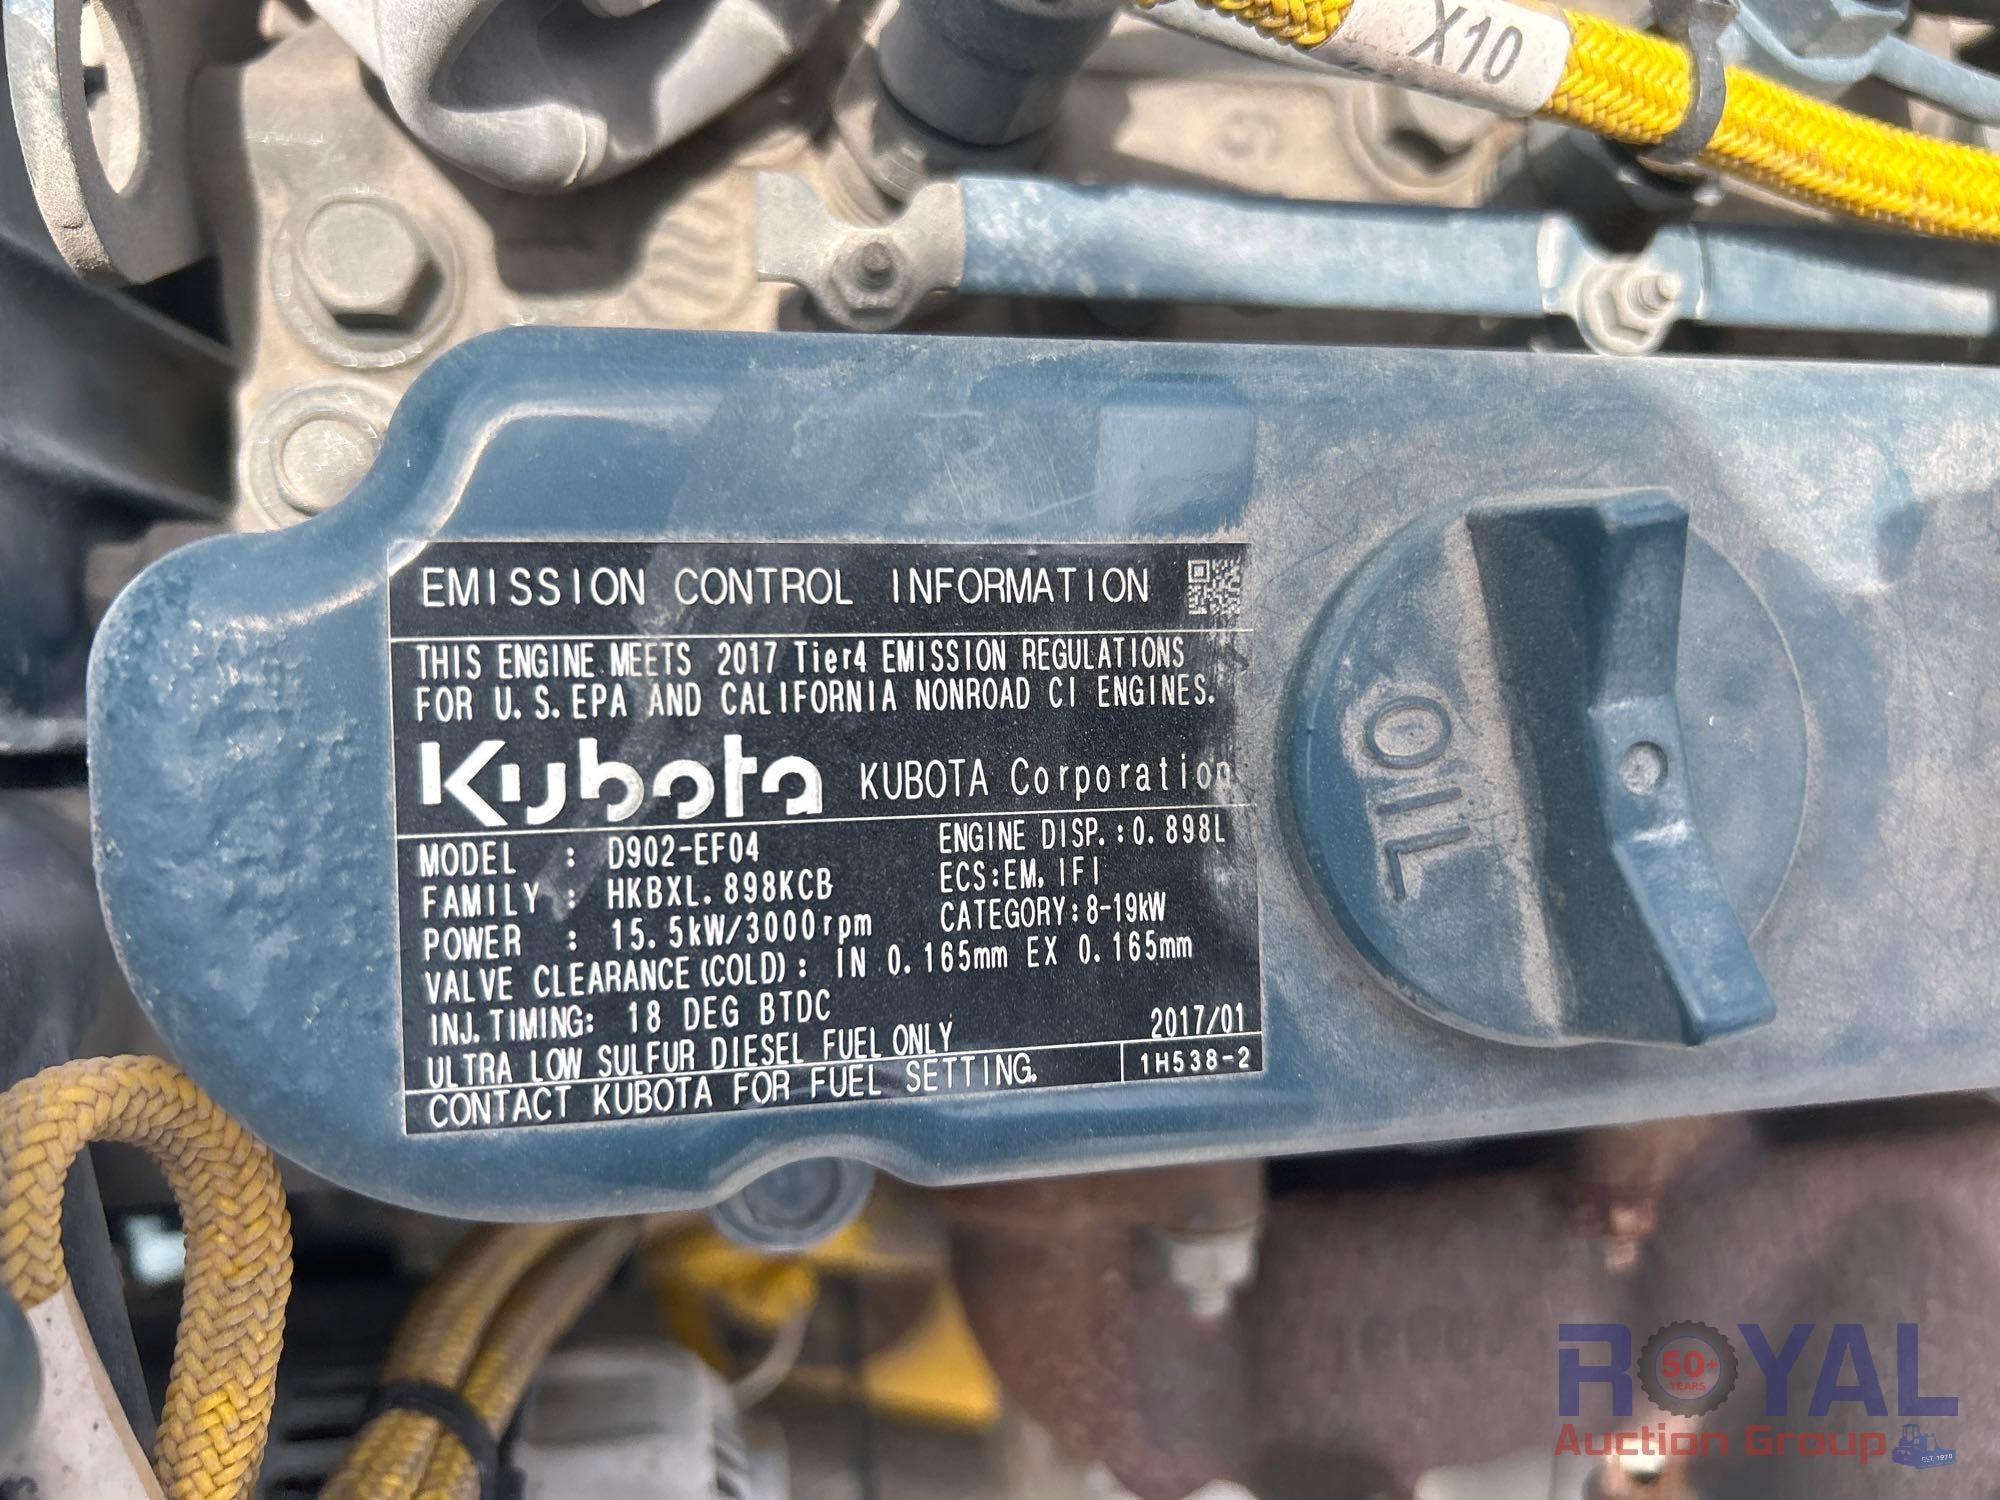 X10
EMISSION CONTROL INFORMATION
THIS ENGINE MEETS 2017 Tier4 EMISSION REGULATIONS
FOR U.S.EPA AND CALIFORNIA NONROAD CI ENGINES.
Kubota KUBOTA Corporation
MODEL : D902-EF04 ENGINE DISP.:0.898L
FAMILY : HKBXL.898KCB ECS:EM, IFI
POWER : 15.5kW/3000rpm CATEGORY:8-19kW
VALVE CLEARANCE(COLD): IN 0.165mm EX 0.165mm
INJ.TIMING: 18 DEG BTDC
ULTRA LOW SULFUR DIESEL FUEL ONLY 2017/01
CONTACT KUBOTA FOR FUEL SETTING. 1H538-2
OIL
ROYAL
50+
YEARS
Auction Group
EST. 1970